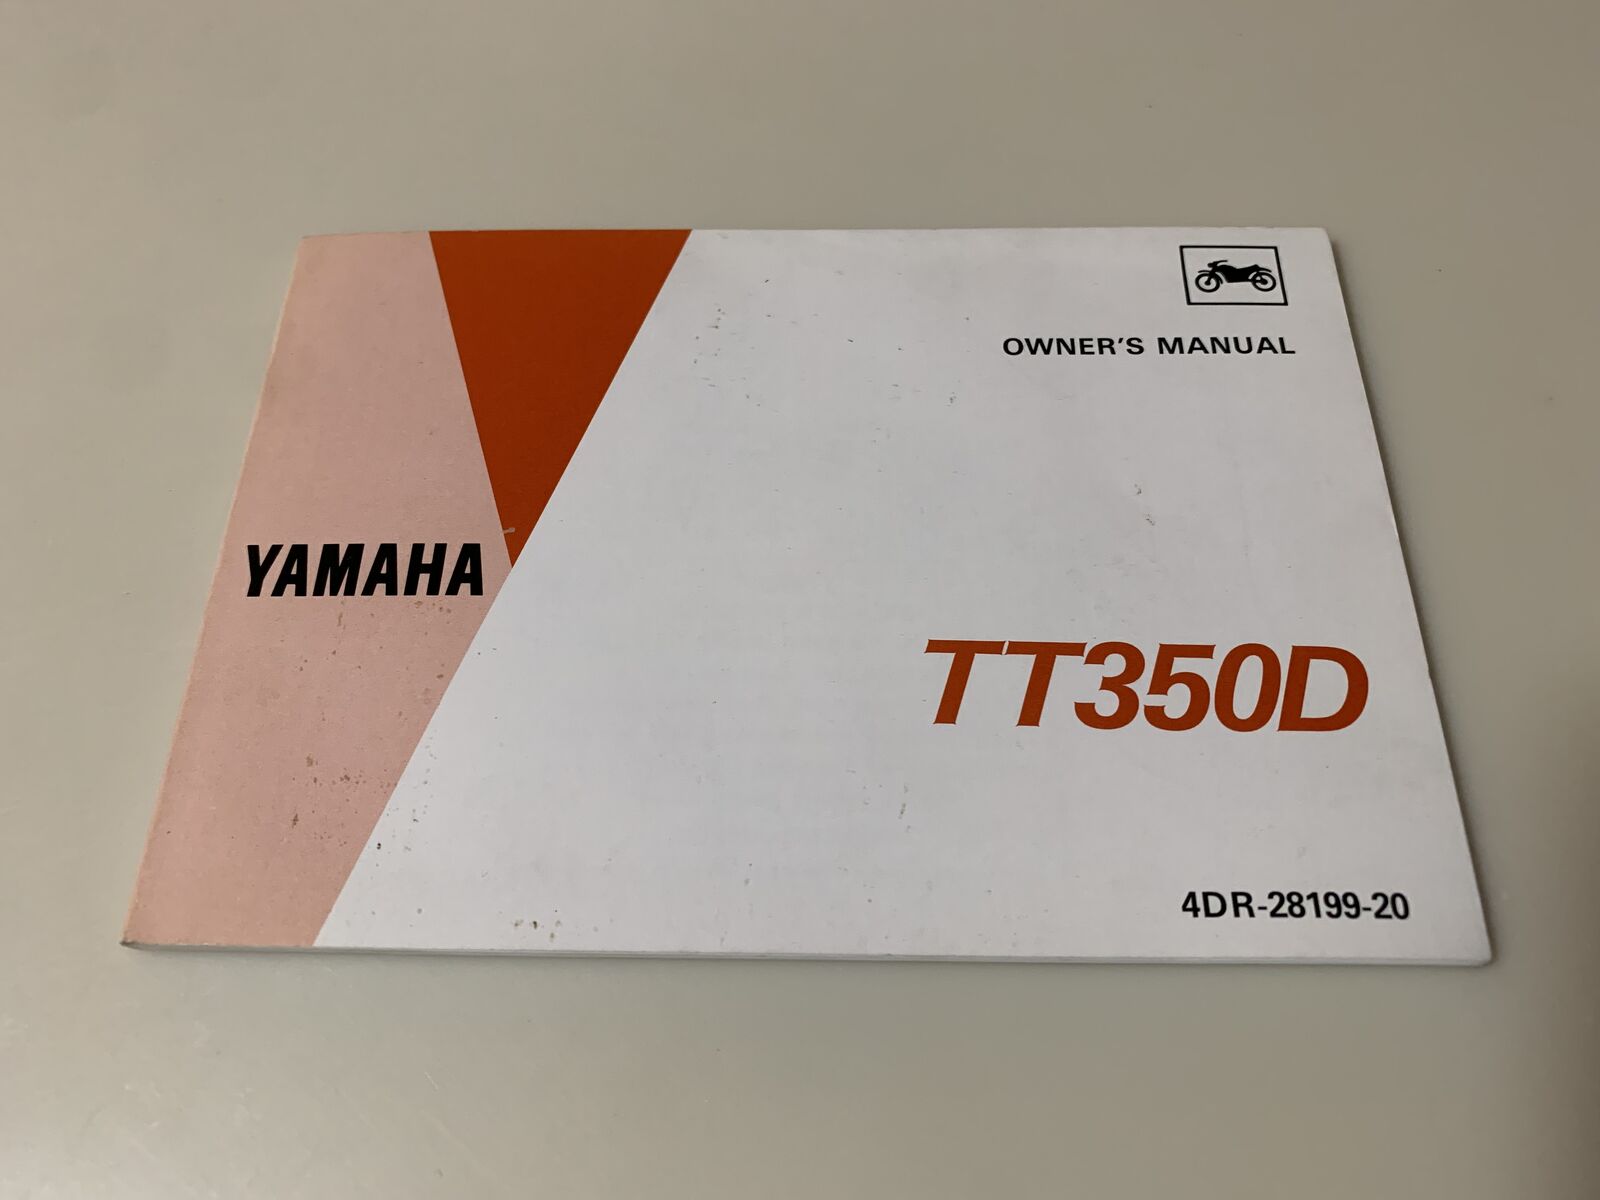 OWNER'S MANUAL
YAMAHA
TT350D
4DR-28199-20